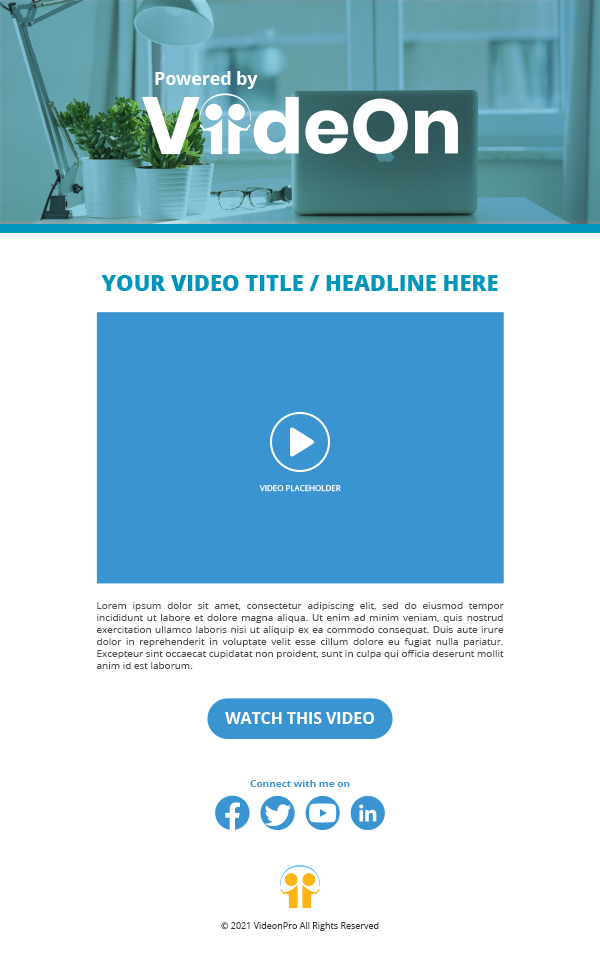 Powered by
ViideOn
YOUR VIDEO TITLE / HEADLINE HERE
VIDEO PLACEHOLDER
Lorem ipsum dolor sit amet, consectetur adipiscing elit, sed do eiusmod tempor
incididunt ut labore et dolore magna aliqua. Ut enim ad minim veniam, quis nostrud
exercitation ullamco laboris nisi ut aliquip ex ea commodo consequat. Duis aute irure
dolor in reprehenderit in voluptate velit esse cillum dolore eu fugiat nulla pariatur.
Excepteur sint occaecat cupidatat non proident, sunt in culpa qui officia deserunt mollit
anim id est laborum.
WATCH THIS VIDEO
Connect with me on
© 2021 VideonPro All Rights Reserved